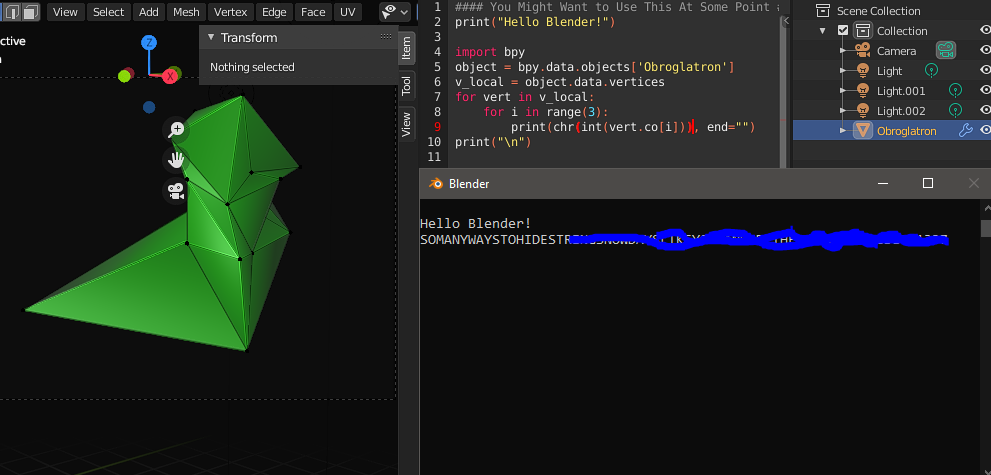 View Select Add Mesh Vertex Edge Face UV
ctive
Transform
Nothing selected
Item
Tool
View
Z
X
1 #### You Might Want to Use This At Some Point
2 print("Hello Blender!")
3
4 import bpy
5 object = bpy.data.objects['Obroglatron']
6 v_local = object.data.vertices
7 for vert in v_local:
8 for i in range(3):
9 print(chr(int(vert.co[i])), end="")
10 print("\n")
11
Scene Collection
Collection
Camera
Light
Light.001
Light.002
Obroglatron
Blender
Hello Blender!
SOMANYWAYSTOHIDESTR